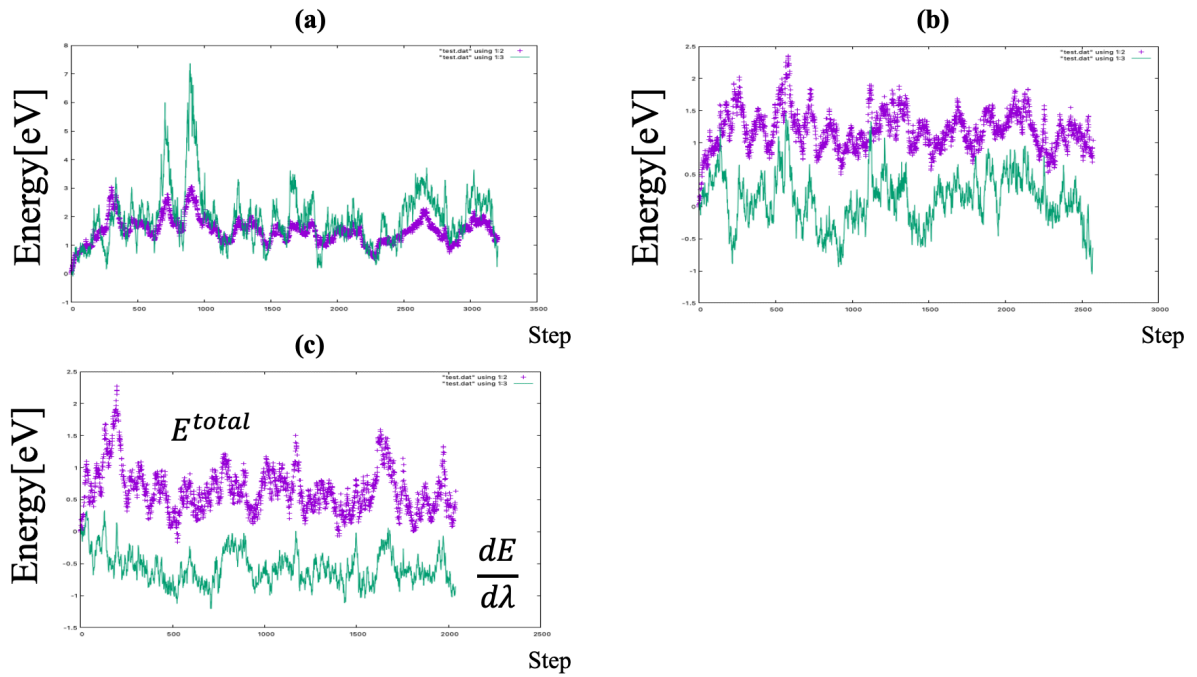 (a)
Energy[eV]
8
7
6
5
4
3
2
1
0
-1
"test.dat" using 1:2
"test.dat" using 1:3
0
500
1000
1500
2000
2500
3000
3500
Step
(b)
Energy[eV]
2.5
2
1.5
1
0.5
0
-0.5
-1
-1.5
"test.dat" using 1:2
"test.dat" using 1:3
0
500
1000
1500
2000
2500
3000
Step
(c)
Energy[eV]
2.5
2
1.5
1
0.5
0
-0.5
-1
-1.5
"test.dat" using 1:2
"test.dat" using 1:3
E^total
dE
dλ
0
500
1000
1500
2000
2500
Step